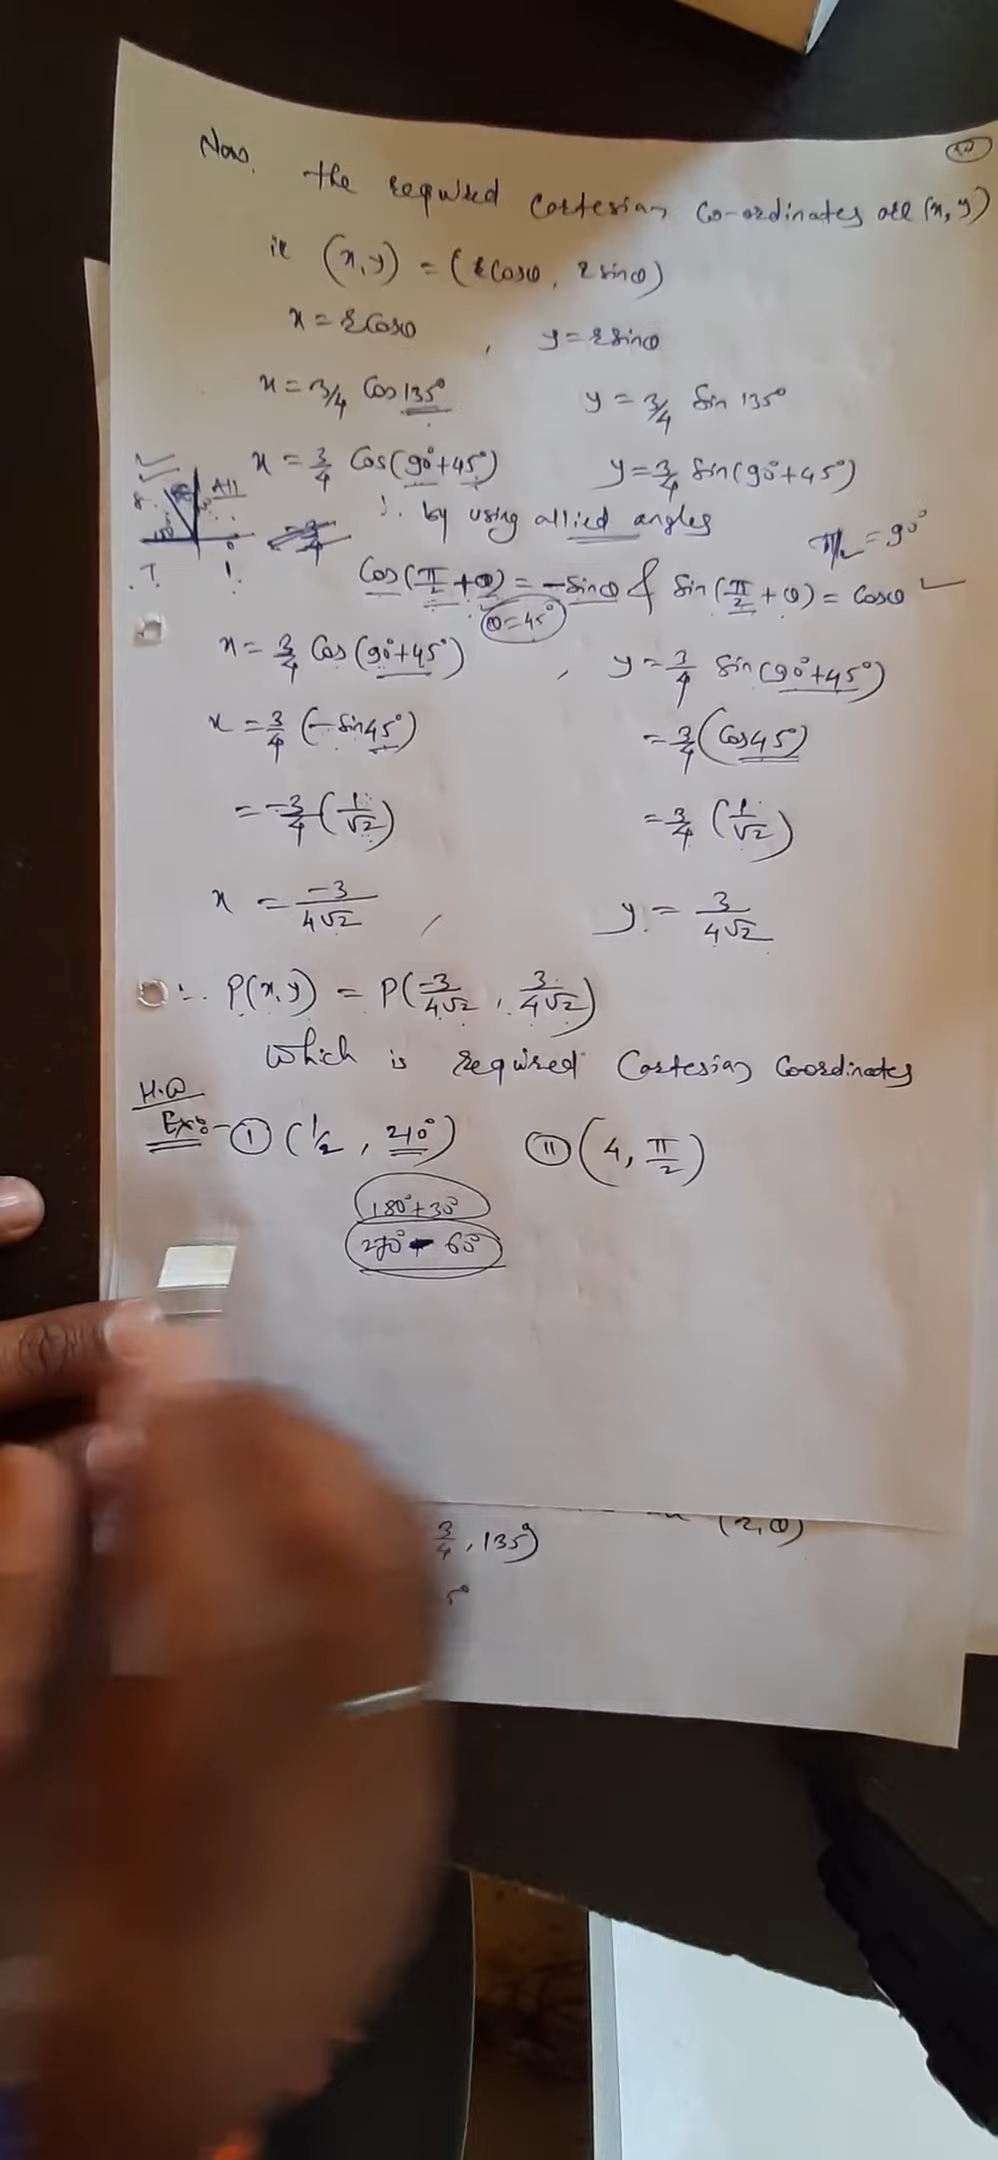 Now. the required Cartesian Co-ordinates are (x, y)
ie (x,y) = (r cosθ, r sinθ)
x = r cosθ , y = r sinθ
x = 3/4 Cos 135° y = 3/4 Sin 135°
x = 3/4 Cos(90°+45°) y = 3/4 Sin(90°+45°)
All
∴ by using allied angles π/2 = 90°
T
Cos(π/2 + θ) = -Sinθ & Sin(π/2 + θ) = Cosθ
θ=45°
x = 3/4 Cos(90°+45°) , y = 3/4 Sin(90°+45°)
x = 3/4 (-Sin45°) = 3/4 (Cos45°)
= -3/4 (1/√2) = 3/4 (1/√2)
x = -3/4√2 , y = 3/4√2
∴ P(x,y) = P(-3/4√2 , 3/4√2)
Which is required Cartesian Coordinates
H.W
Ex:- ① (1/2 , 210°) ⑪ (4, π/2)
180°+30°
270° - 60°
(r, θ)
3/4 , 135°)
5°